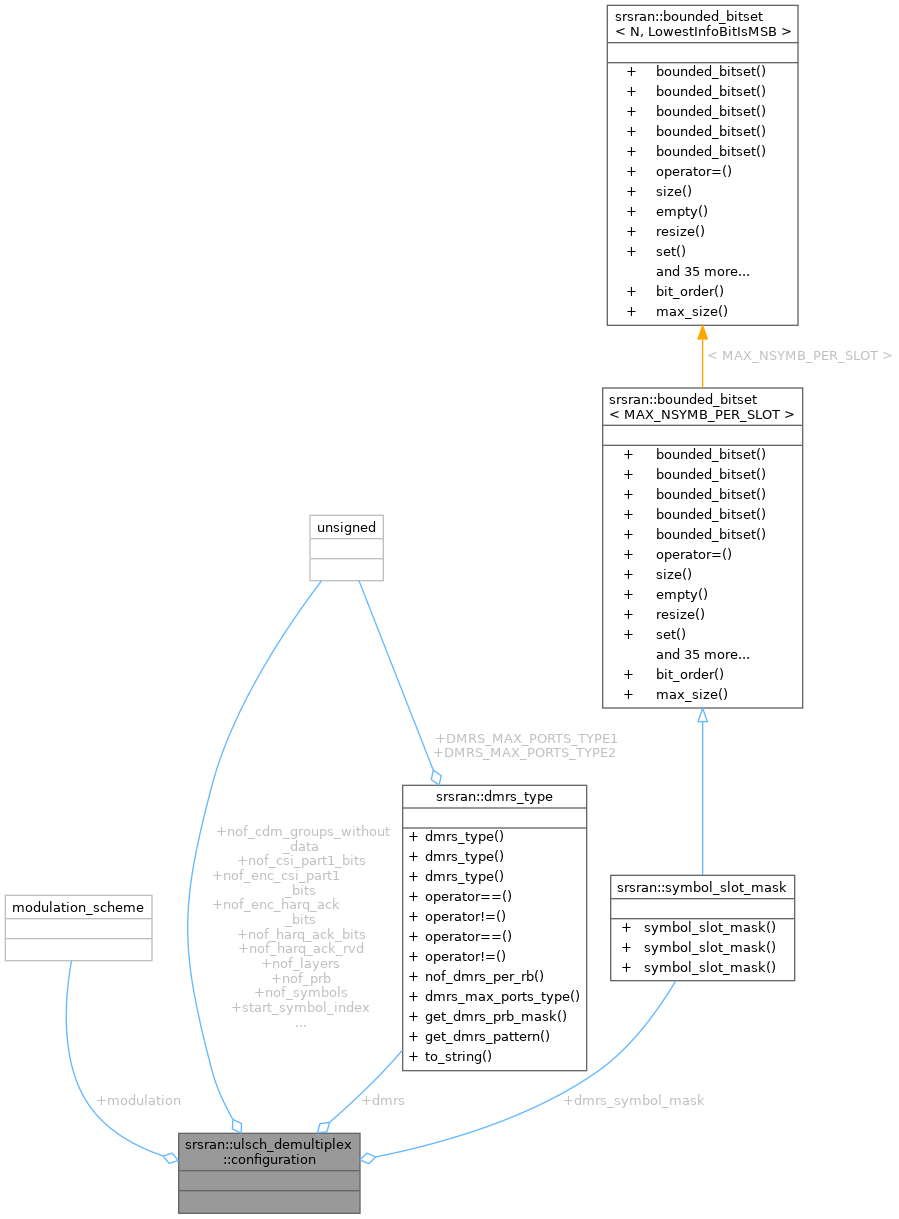 srsran::bounded_bitset
< N, LowestInfoBitIsMSB >
+ bounded_bitset()
+ bounded_bitset()
+ bounded_bitset()
+ bounded_bitset()
+ bounded_bitset()
+ operator=()
+ size()
+ empty()
+ resize()
+ set()
and 35 more...
+ bit_order()
+ max_size()
< MAX_NSYMB_PER_SLOT >
srsran::bounded_bitset
< MAX_NSYMB_PER_SLOT >
+ bounded_bitset()
+ bounded_bitset()
+ bounded_bitset()
+ bounded_bitset()
+ bounded_bitset()
+ operator=()
+ size()
+ empty()
+ resize()
+ set()
and 35 more...
+ bit_order()
+ max_size()
unsigned
+DMRS_MAX_PORTS_TYPE1
+DMRS_MAX_PORTS_TYPE2
srsran::dmrs_type
+ dmrs_type()
+ dmrs_type()
+ dmrs_type()
+ operator==()
+ operator!=()
+ operator==()
+ operator!=()
+ nof_dmrs_per_rb()
+ dmrs_max_ports_type()
+ get_dmrs_prb_mask()
+ get_dmrs_pattern()
+ to_string()
+nof_cdm_groups_without
_data
+nof_csi_part1_bits
+nof_enc_csi_part1
_bits
+nof_enc_harq_ack
_bits
+nof_harq_ack_bits
+nof_harq_ack_rvd
+nof_layers
+nof_prb
+nof_symbols
+start_symbol_index
...
srsran::symbol_slot_mask
+ symbol_slot_mask()
+ symbol_slot_mask()
+ symbol_slot_mask()
modulation_scheme
+modulation
+dmrs
+dmrs_symbol_mask
srsran::ulsch_demultiplex
::configuration